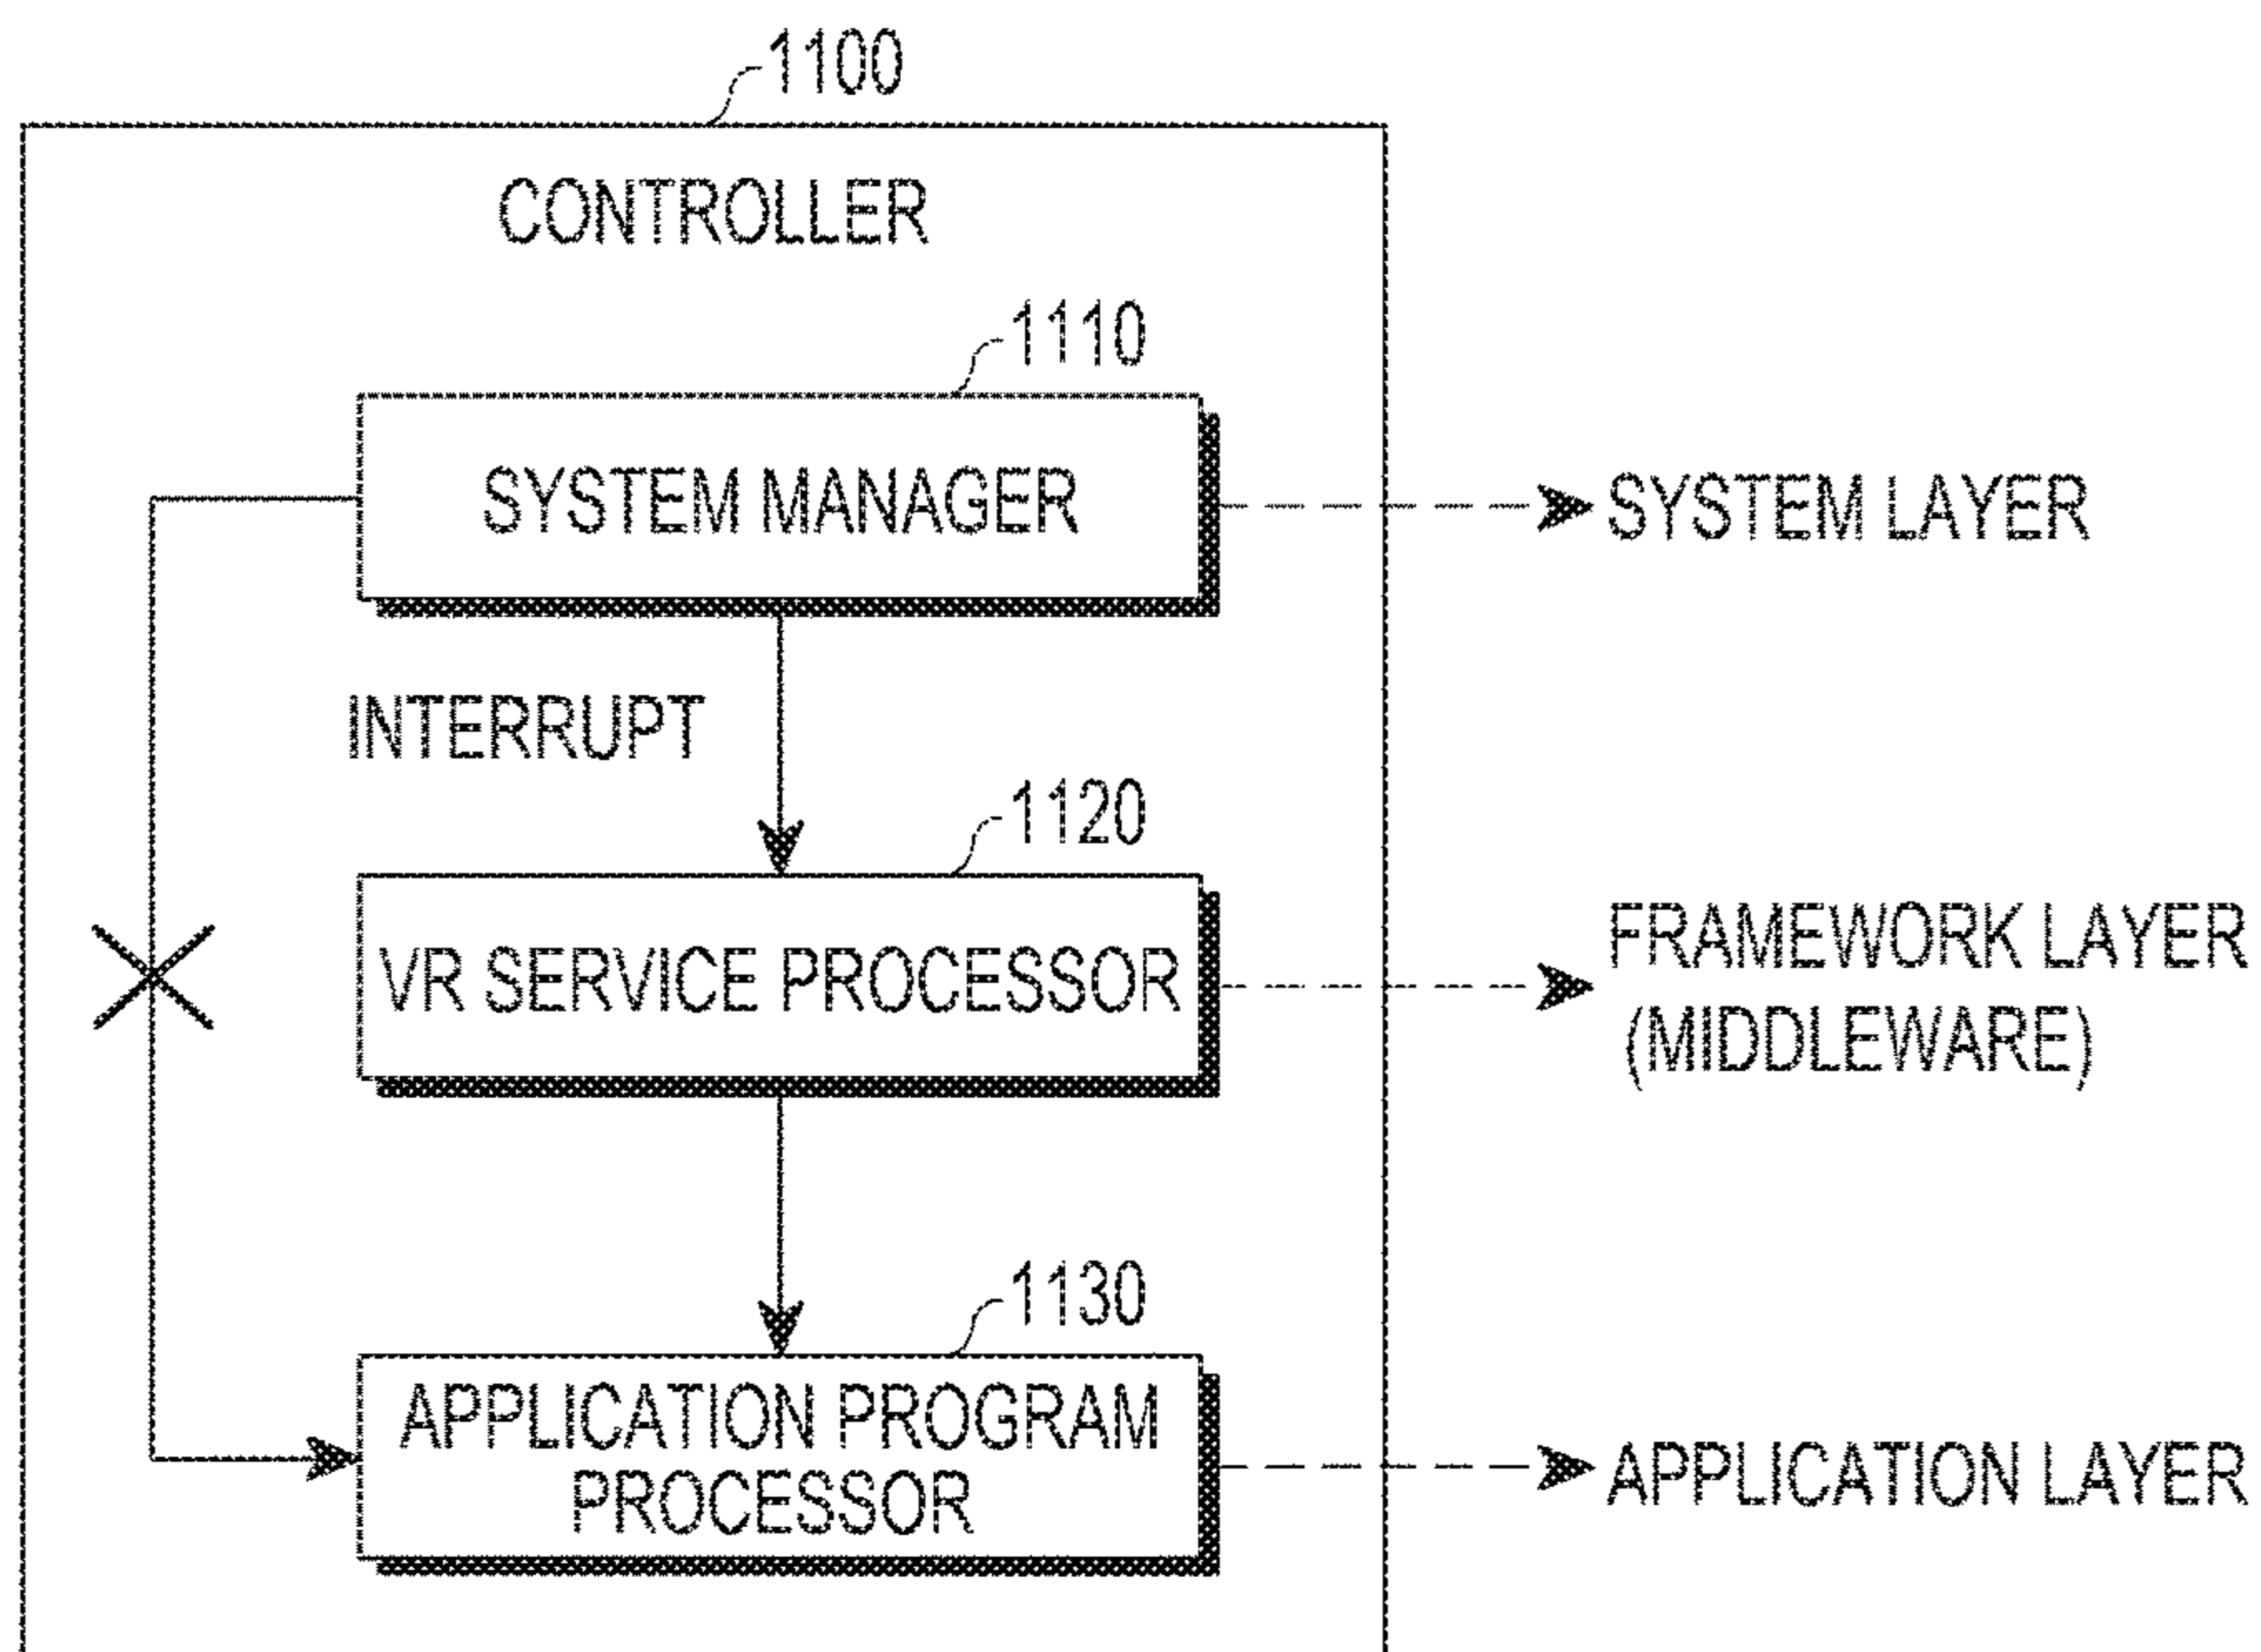 1100
CONTROLLER
1110
SYSTEM MANAGER
SYSTEM LAYER
INTERRUPT
1120
VR SERVICE PROCESSOR
FRAMEWORK LAYER
(MIDDLEWARE)
1130
APPLICATION PROGRAM
PROCESSOR
APPLICATION LAYER